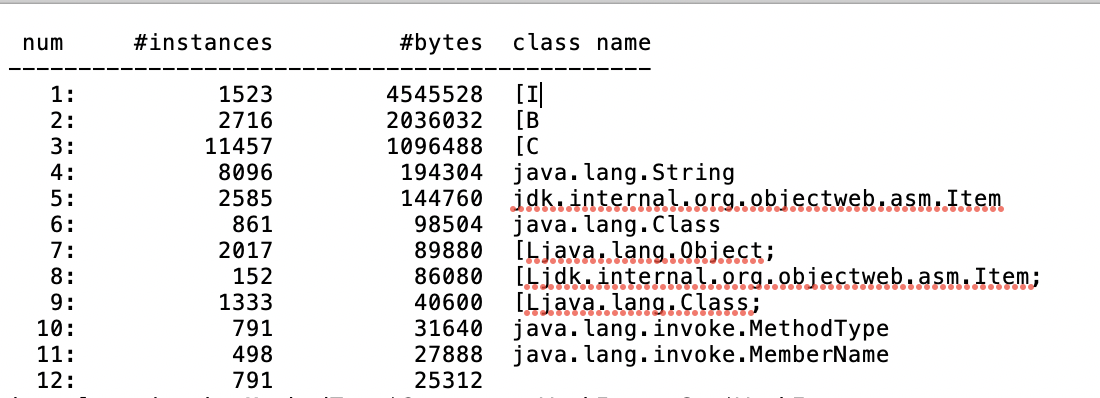 num #instances #bytes class name
----------------------------------------------
1: 1523 4545528 [I
2: 2716 2036032 [B
3: 11457 1096488 [C
4: 8096 194304 java.lang.String
5: 2585 144760 jdk.internal.org.objectweb.asm.Item
6: 861 98504 java.lang.Class
7: 2017 89880 [Ljava.lang.Object;
8: 152 86080 [Ljdk.internal.org.objectweb.asm.Item;
9: 1333 40600 [Ljava.lang.Class;
10: 791 31640 java.lang.invoke.MethodType
11: 498 27888 java.lang.invoke.MemberName
12: 791 25312